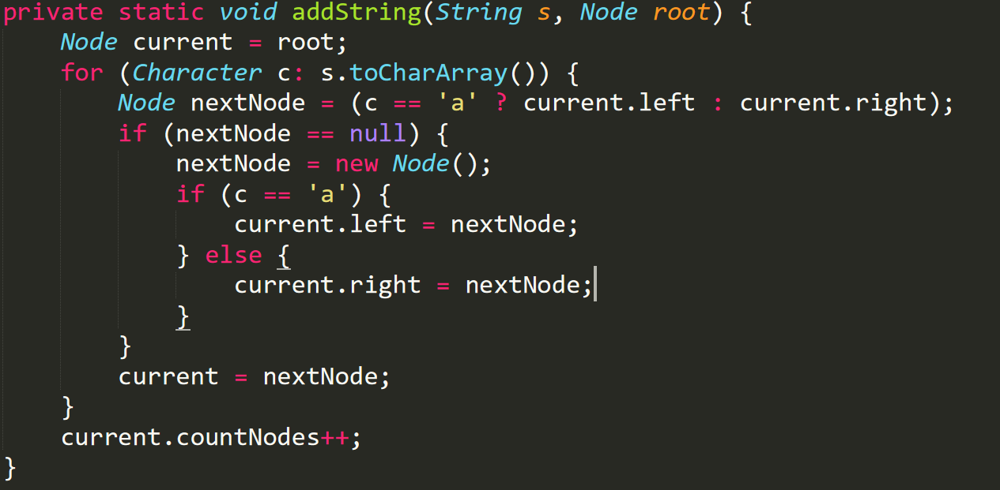 private static void addString(String s, Node root) {
    Node current = root;
    for (Character c: s.toCharArray()) {
        Node nextNode = (c == 'a' ? current.left : current.right);
        if (nextNode == null) {
            nextNode = new Node();
            if (c == 'a') {
                current.left = nextNode;
            } else {
                current.right = nextNode;
            }
        }
        current = nextNode;
    }
    current.countNodes++;
}